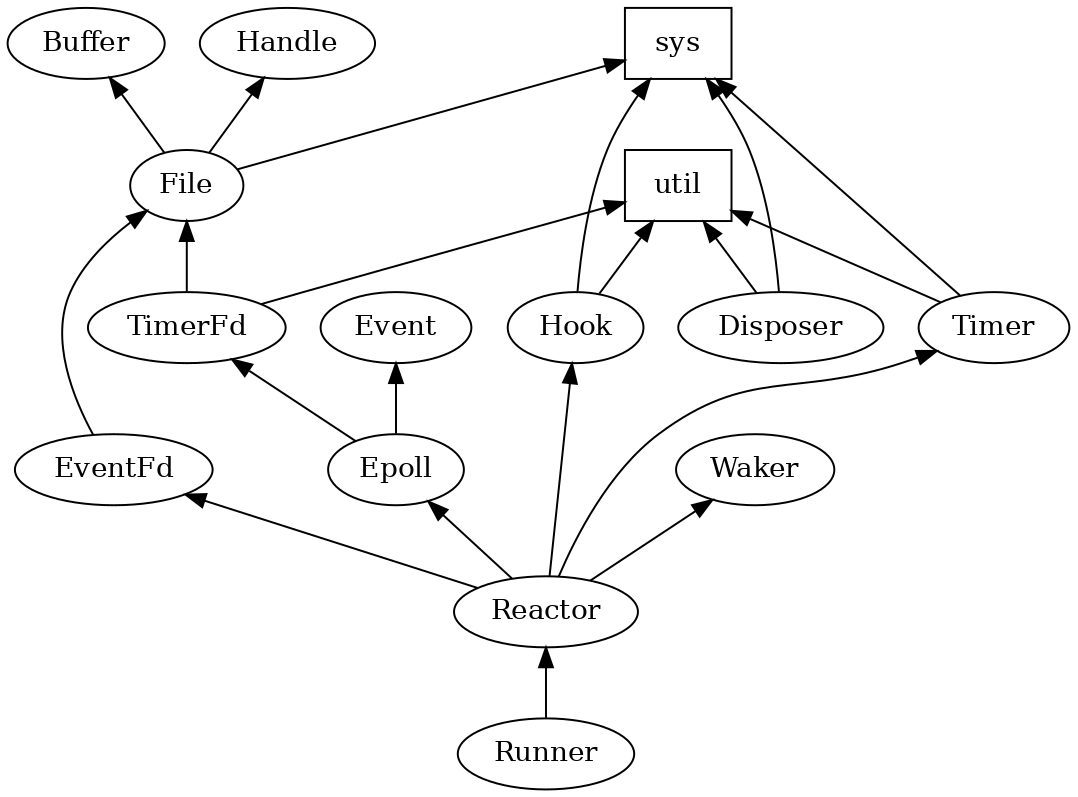 Buffer
Handle
sys
File
util
TimerFd
Event
Hook
Disposer
Timer
EventFd
Epoll
Waker
Reactor
Runner